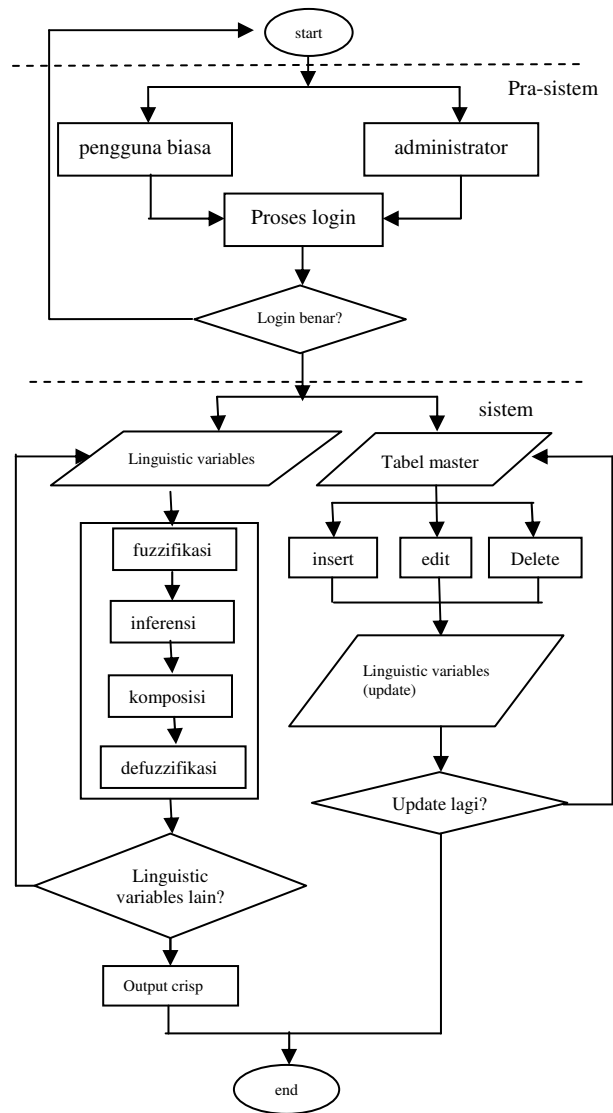 start
Pra-sistem
pengguna biasa
administrator
Proses login
Login benar?
sistem
Linguistic variables
Tabel master
fuzzifikasi
inferensi
komposisi
defuzzifikasi
insert
edit
Delete
Linguistic variables
(update)
Update lagi?
Linguistic
variables lain?
Output crisp
end